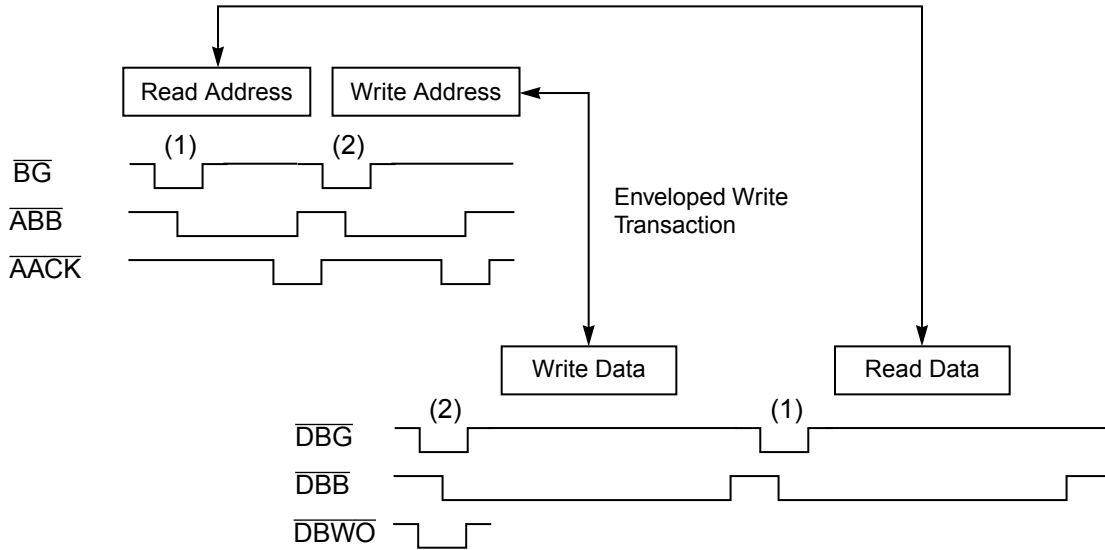 Read Address
Write Address
(1)
(2)
BG
ABB
AACK
Enveloped Write
Transaction
Write Data
Read Data
(2)
(1)
DBG
DBB
DBWO